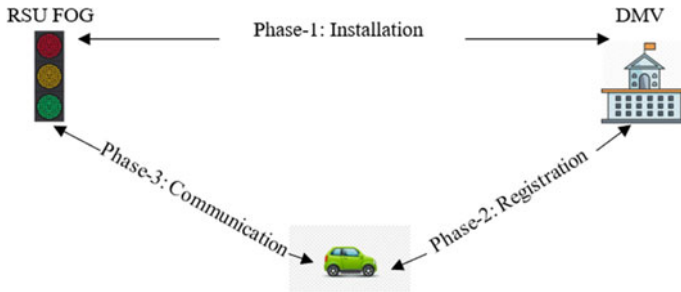 RSU FOG
DMV
Phase-1: Installation
Phase-3: Communication
Phase-2: Registration